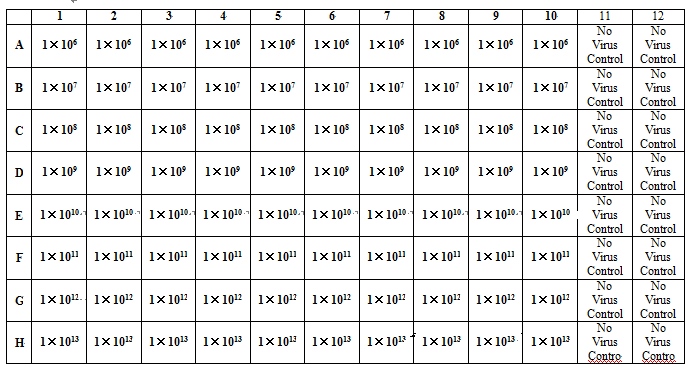 1 2 3 4 5 6 7 8 9 10 11 12
A 1×10⁶ 1×10⁶ 1×10⁶ 1×10⁶ 1×10⁶ 1×10⁶ 1×10⁶ 1×10⁶ 1×10⁶ 1×10⁶ No Virus Control No Virus Control
B 1×10⁷ 1×10⁷ 1×10⁷ 1×10⁷ 1×10⁷ 1×10⁷ 1×10⁷ 1×10⁷ 1×10⁷ 1×10⁷ No Virus Control No Virus Control
C 1×10⁸ 1×10⁸ 1×10⁸ 1×10⁸ 1×10⁸ 1×10⁸ 1×10⁸ 1×10⁸ 1×10⁸ 1×10⁸ No Virus Control No Virus Control
D 1×10⁹ 1×10⁹ 1×10⁹ 1×10⁹ 1×10⁹ 1×10⁹ 1×10⁹ 1×10⁹ 1×10⁹ 1×10⁹ No Virus Control No Virus Control
E 1×10¹⁰ 1×10¹⁰ 1×10¹⁰ 1×10¹⁰ 1×10¹⁰ 1×10¹⁰ 1×10¹⁰ 1×10¹⁰ 1×10¹⁰ 1×10¹⁰ No Virus Control No Virus Control
F 1×10¹¹ 1×10¹¹ 1×10¹¹ 1×10¹¹ 1×10¹¹ 1×10¹¹ 1×10¹¹ 1×10¹¹ 1×10¹¹ 1×10¹¹ No Virus Control No Virus Control
G 1×10¹² 1×10¹² 1×10¹² 1×10¹² 1×10¹² 1×10¹² 1×10¹² 1×10¹² 1×10¹² 1×10¹² No Virus Control No Virus Control
H 1×10¹³ 1×10¹³ 1×10¹³ 1×10¹³ 1×10¹³ 1×10¹³ 1×10¹³ 1×10¹³ 1×10¹³ 1×10¹³ No Virus Contro No Virus Contro